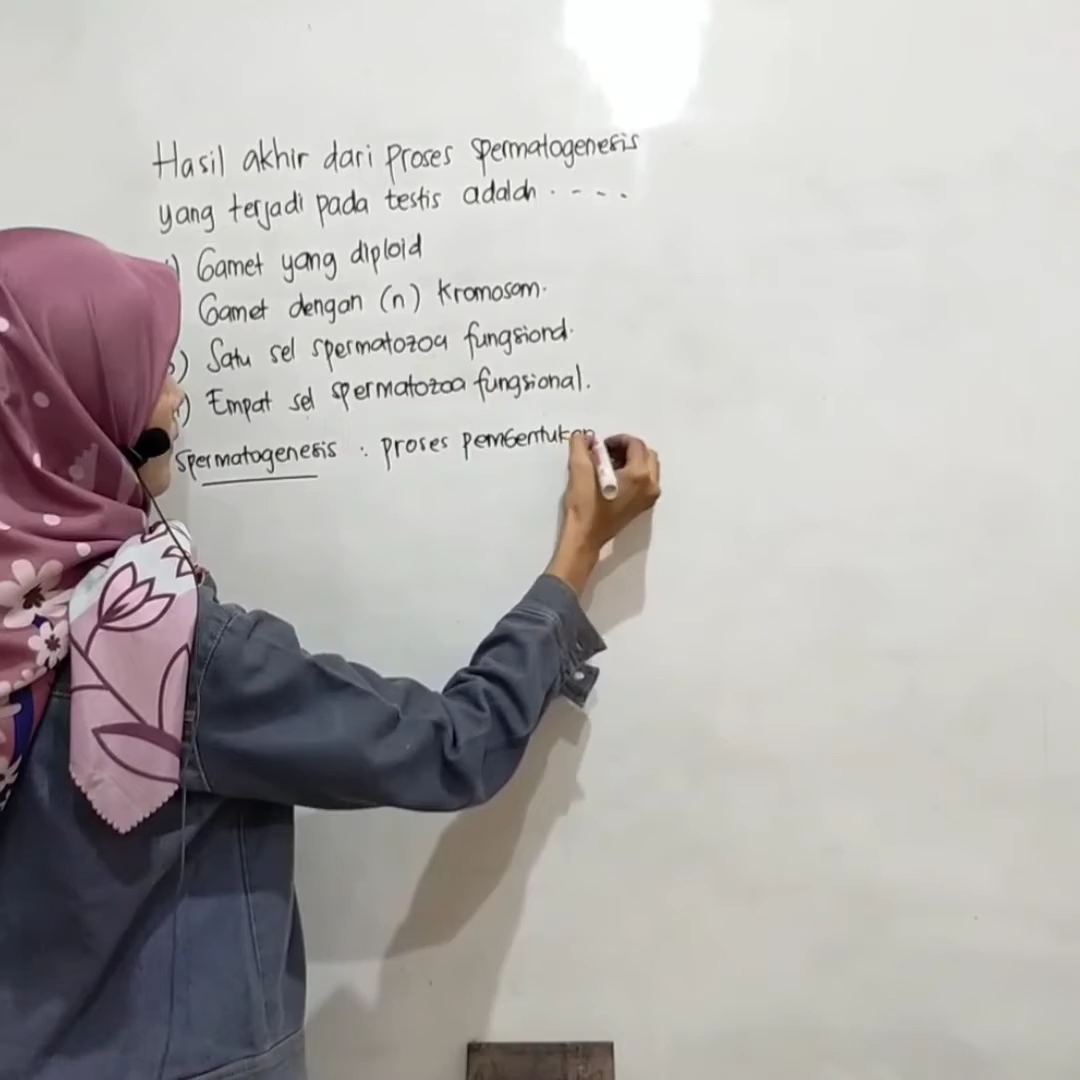 Hasil akhir dari proses spermatogenesis
yang terjadi pada testis adalah ....
) Gamet yang diploid
Gamet dengan (n) kromosom.
) Satu sel spermatozoa fungsional.
) Empat sel spermatozoa fungsional.
Spermatogenesis : proses pembentukan